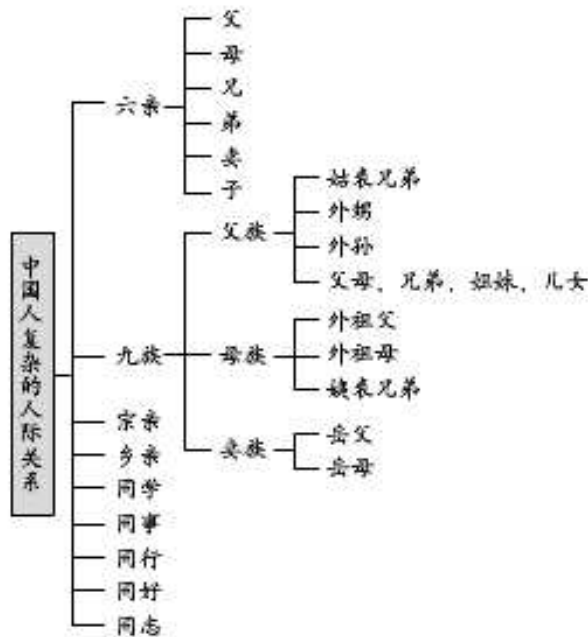 中国人复杂的人际关系
六亲
父
母
兄
弟
妻
子
九族
父族
姑表兄弟
外甥
外孙
父母、兄弟、姐妹、儿女
母族
外祖父
外祖母
姨表兄弟
妻族
岳父
岳母
宗亲
乡亲
同学
同事
同行
同好
同志